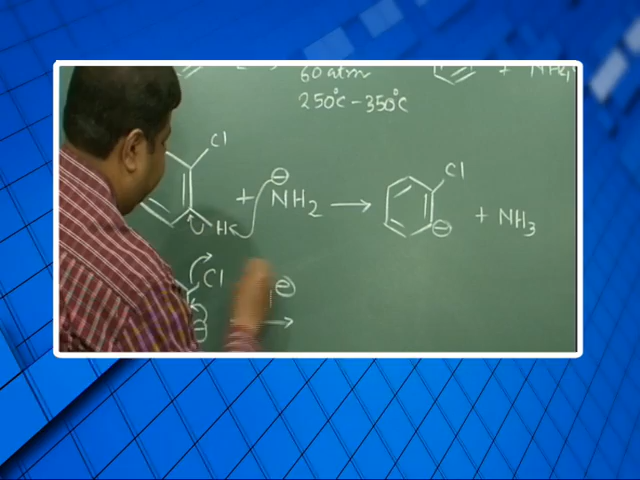 60 atm
+
250°C - 350°C
Cl
+ ⊖NH₂ → Cl ⊖ + NH₃
H
Cl
⊖
⊖
→